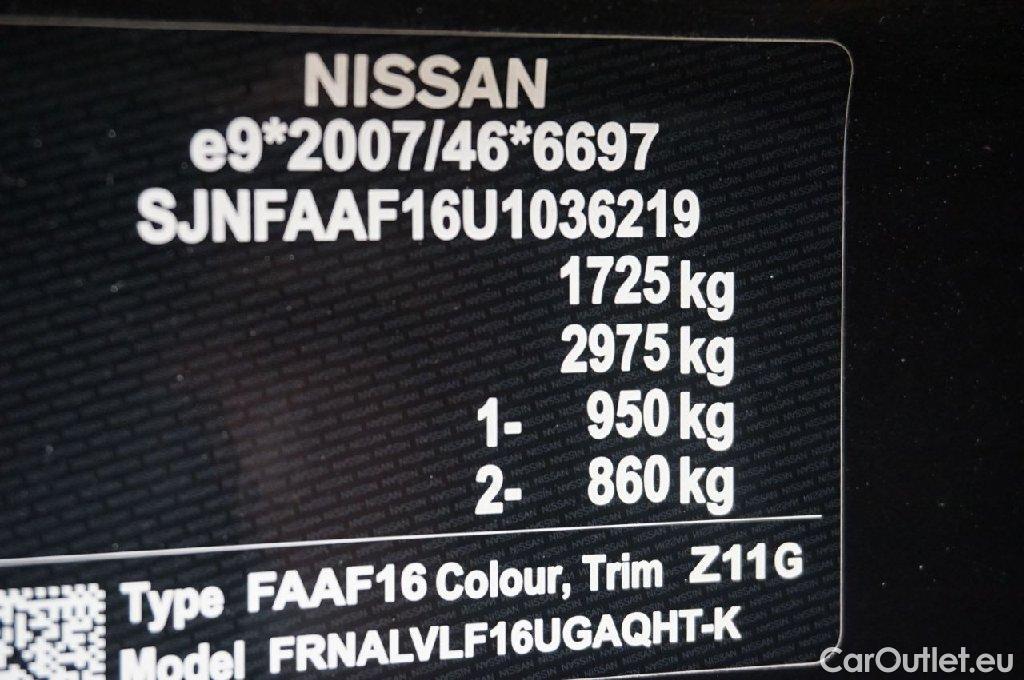 NISSAN
e9*2007/46*6697
SJNFAAF16U1036219
1725 kg
2975 kg
1- 950 kg
2- 860 kg
Type FAAF16 Colour, Trim Z11 G
Model FRNALVLF16UGAQHT-K
CarOutlet.eu